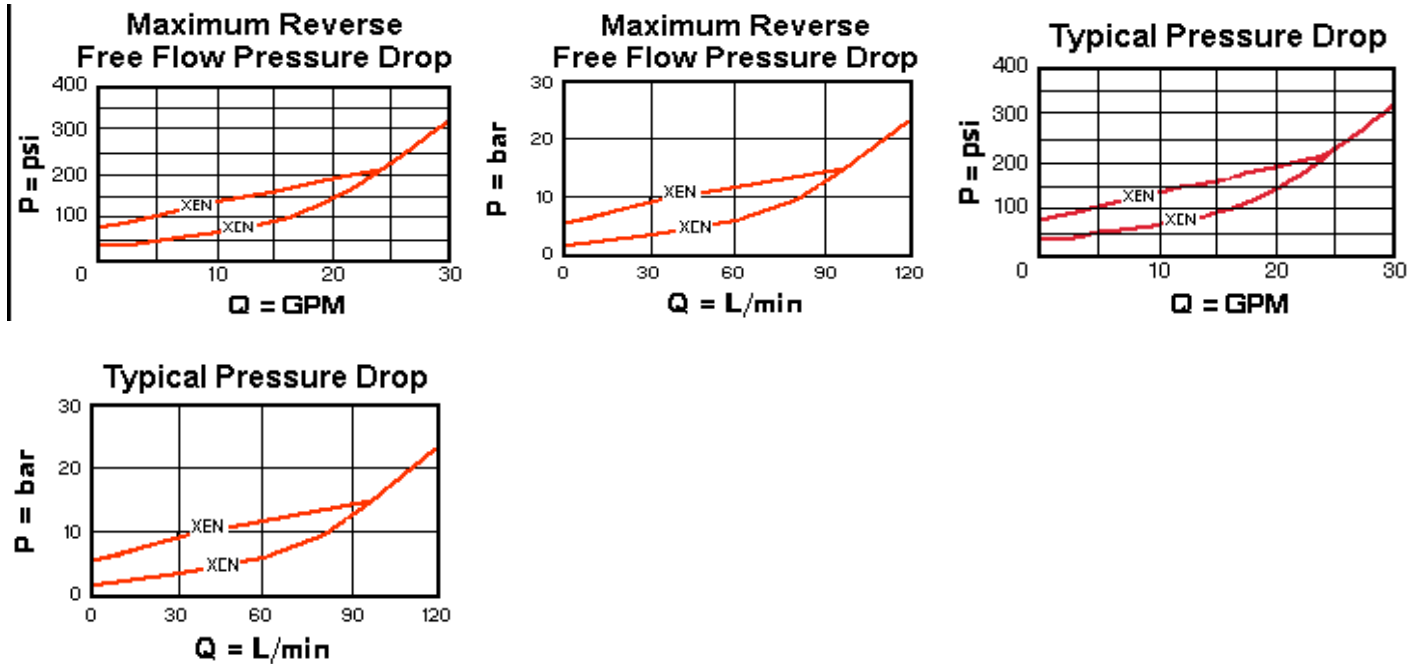 Maximum Reverse
Free Flow Pressure Drop
400
300
200
100
0
10
20
30
P = psi
XEN
XCN
Q = GPM
Maximum Reverse
Free Flow Pressure Drop
30
20
10
0
0
30
60
90
120
P = bar
XEN
XCN
Q = L/min
Typical Pressure Drop
400
300
200
100
0
10
20
30
P = psi
XEN
XCN
Q = GPM
Typical Pressure Drop
30
20
10
0
0
30
60
90
120
P = bar
XEN
XCN
Q = L/min